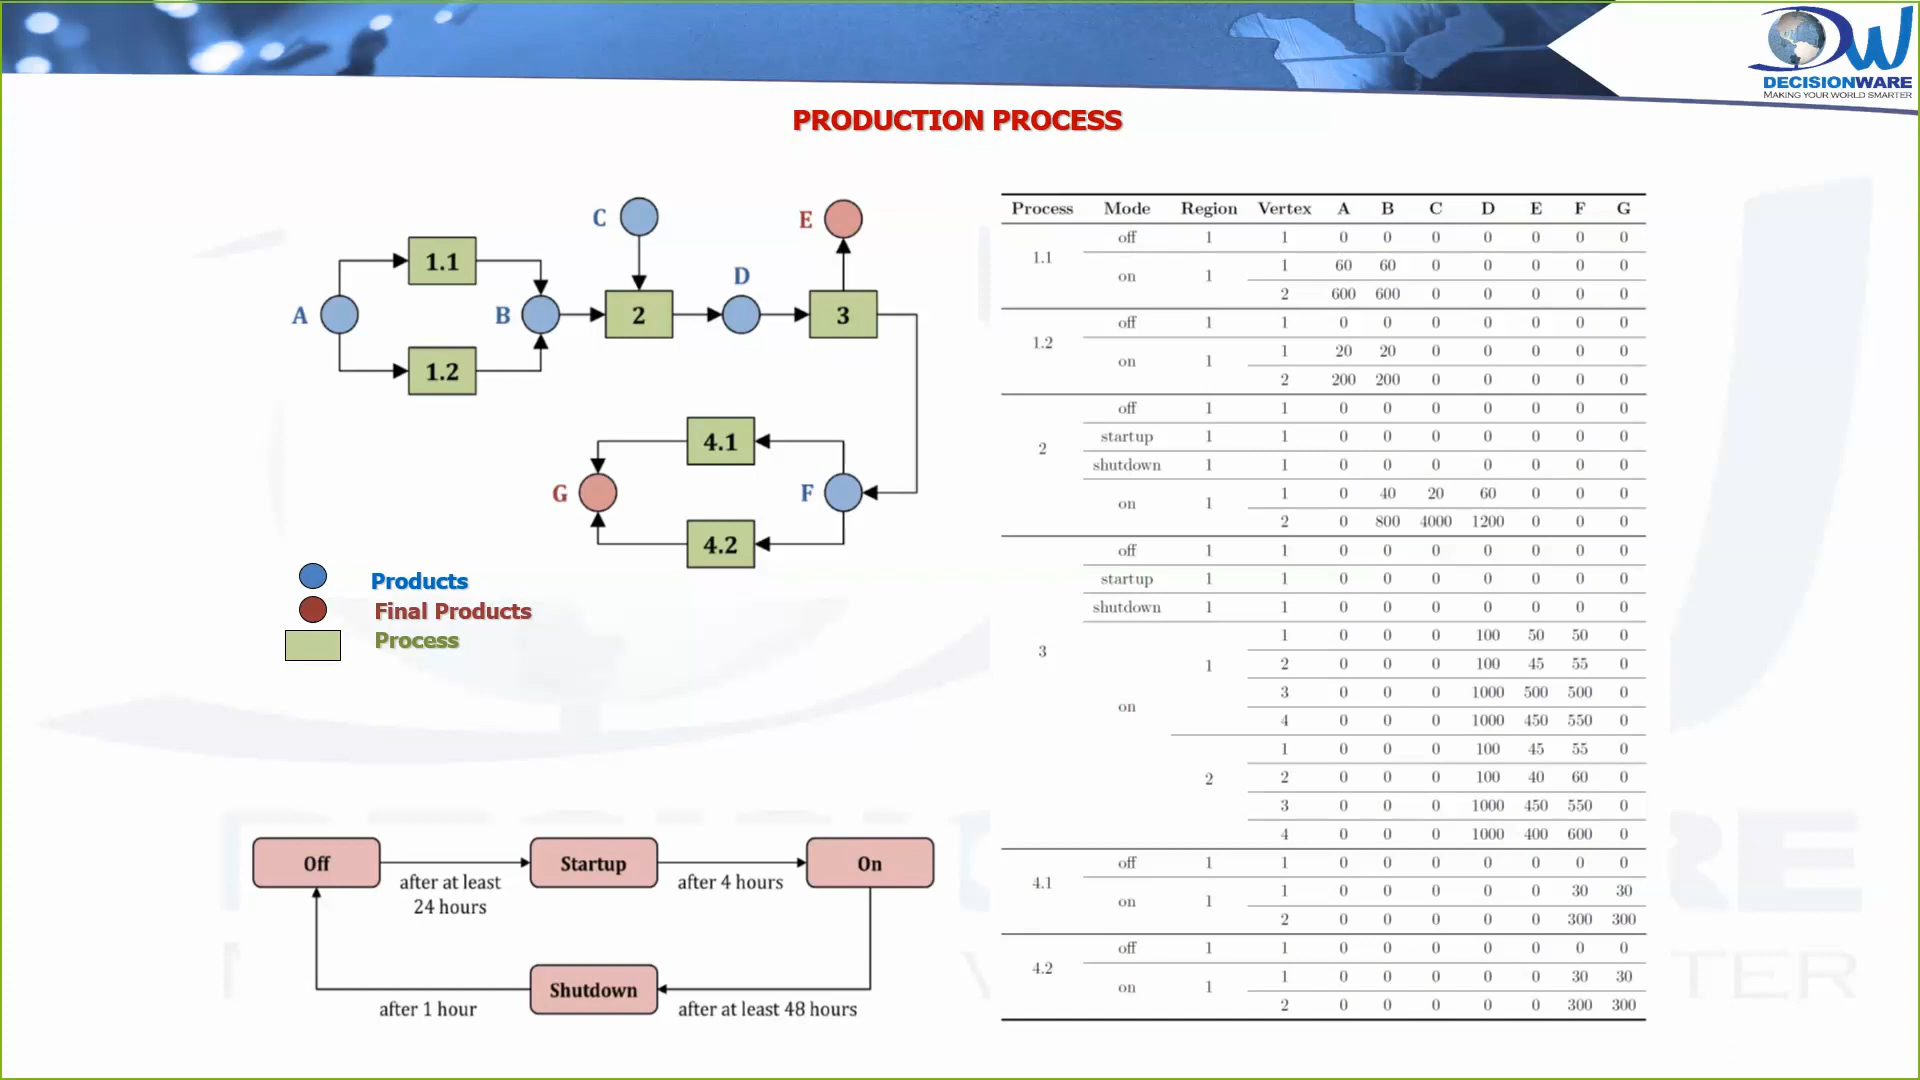 DW
DECISIONWARE
MAKING YOUR WORLD SMARTER
PRODUCTION PROCESS
C
E
1.1
D
A
B
2
3
1.2
4.1
G
F
4.2
Products
Final Products
Process
Off
Startup
On
after at least
24 hours
after 4 hours
Shutdown
after 1 hour
after at least 48 hours
Process Mode Region Vertex A B C D E F G
1.1 off 1 1 0 0 0 0 0 0 0
on 1 1 60 60 0 0 0 0 0
2 600 600 0 0 0 0 0
1.2 off 1 1 0 0 0 0 0 0 0
on 1 1 20 20 0 0 0 0 0
2 200 200 0 0 0 0 0
2 off 1 1 0 0 0 0 0 0 0
startup 1 1 0 0 0 0 0 0 0
shutdown 1 1 0 0 0 0 0 0 0
on 1 1 0 40 20 60 0 0 0
2 0 800 4000 1200 0 0 0
3 off 1 1 0 0 0 0 0 0 0
startup 1 1 0 0 0 0 0 0 0
shutdown 1 1 0 0 0 0 0 0 0
on 1 1 0 0 0 100 50 50 0
2 0 0 0 100 45 55 0
3 0 0 0 1000 500 500 0
4 0 0 0 1000 450 550 0
2 1 0 0 0 100 45 55 0
2 0 0 0 100 40 60 0
3 0 0 0 1000 450 550 0
4 0 0 0 1000 400 600 0
4.1 off 1 1 0 0 0 0 0 0 0
on 1 1 0 0 0 0 0 30 30
2 0 0 0 0 0 300 300
4.2 off 1 1 0 0 0 0 0 0 0
on 1 1 0 0 0 0 0 30 30
2 0 0 0 0 0 300 300